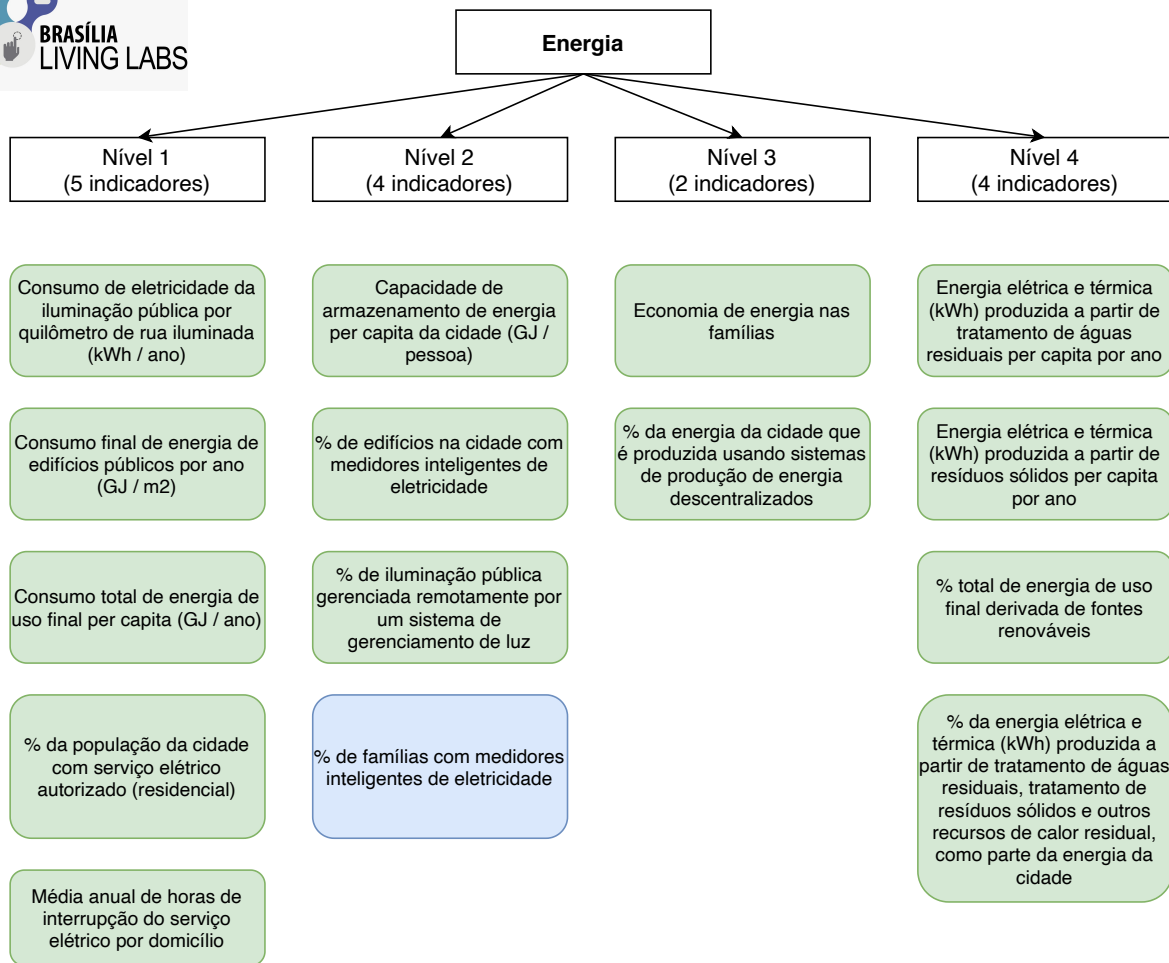 BRASÍLIA
LIVING LABS
Energia
Nível 1
(5 indicadores)
Nível 2
(4 indicadores)
Nível 3
(2 indicadores)
Nível 4
(4 indicadores)
Consumo de eletricidade da
iluminação pública por
quilômetro de rua iluminada
(kWh / ano)
Capacidade de
armazenamento de energia
per capita da cidade (GJ /
pessoa)
Economia de energia nas
famílias
Energia elétrica e térmica
(kWh) produzida a partir de
tratamento de águas
residuais per capita por ano
Consumo final de energia de
edifícios públicos por ano
(GJ / m2)
% de edifícios na cidade com
medidores inteligentes de
eletricidade
% da energia da cidade que
é produzida usando sistemas
de produção de energia
descentralizados
Energia elétrica e térmica
(kWh) produzida a partir de
resíduos sólidos per capita
por ano
Consumo total de energia de
uso final per capita (GJ / ano)
% de iluminação pública
gerenciada remotamente por
um sistema de
gerenciamento de luz
% total de energia de uso
final derivada de fontes
renováveis
% da população da cidade
com serviço elétrico
autorizado (residencial)
% de famílias com medidores
inteligentes de eletricidade
% da energia elétrica e
térmica (kWh) produzida a
partir de tratamento de águas
residuais, tratamento de
resíduos sólidos e outros
recursos de calor residual,
como parte da energia da
cidade
Média anual de horas de
interrupção do serviço
elétrico por domicílio